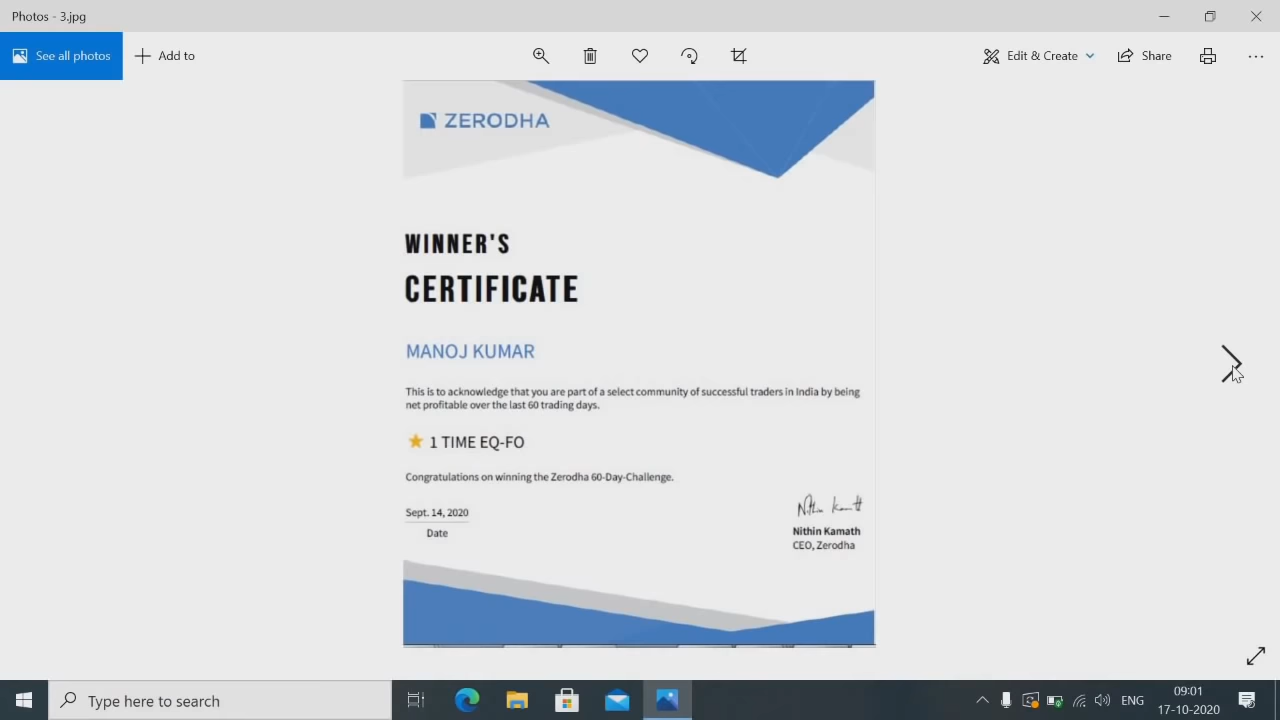 Photos - 3.jpg
See all photos
Add to
Edit & Create
Share
ZERODHA
WINNER'S
CERTIFICATE
MANOJ KUMAR
This is to acknowledge that you are part of a select community of successful traders in India by being
net profitable over the last 60 trading days.
1 TIME EQ-FO
Congratulations on winning the Zerodha 60-Day-Challenge.
Sept. 14, 2020
Date
Nithin Kamath
Nithin Kamath
CEO, Zerodha
Type here to search
ENG
09:01
17-10-2020